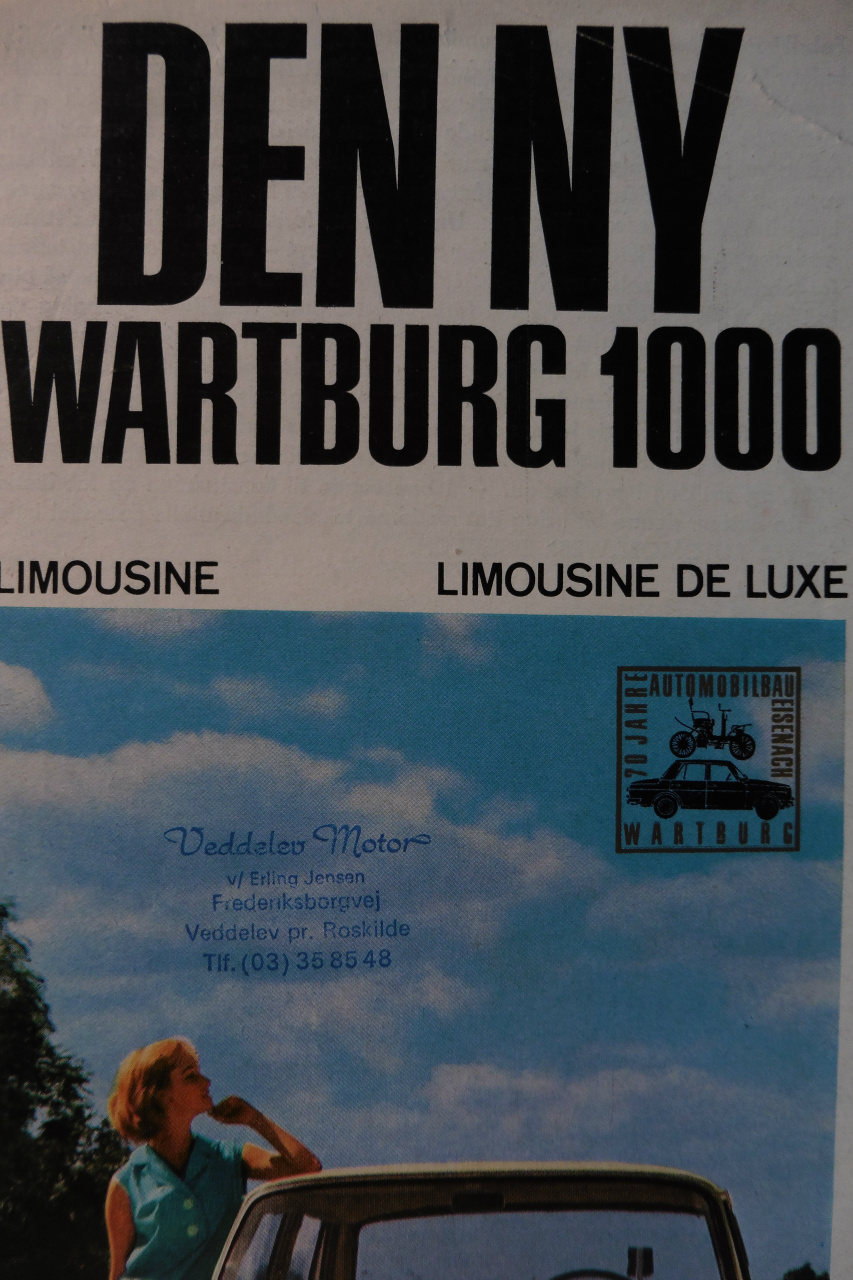 DEN NY
WARTBURG 1000
LIMOUSINE
LIMOUSINE DE LUXE
70 JAHRE
AUTOMOBILBAU
EISENACH
WARTBURG
Veddelev Motor
v/ Erling Jensen
Frederiksborgvej
Veddelev pr. Roskilde
Tlf. (03) 35 85 48